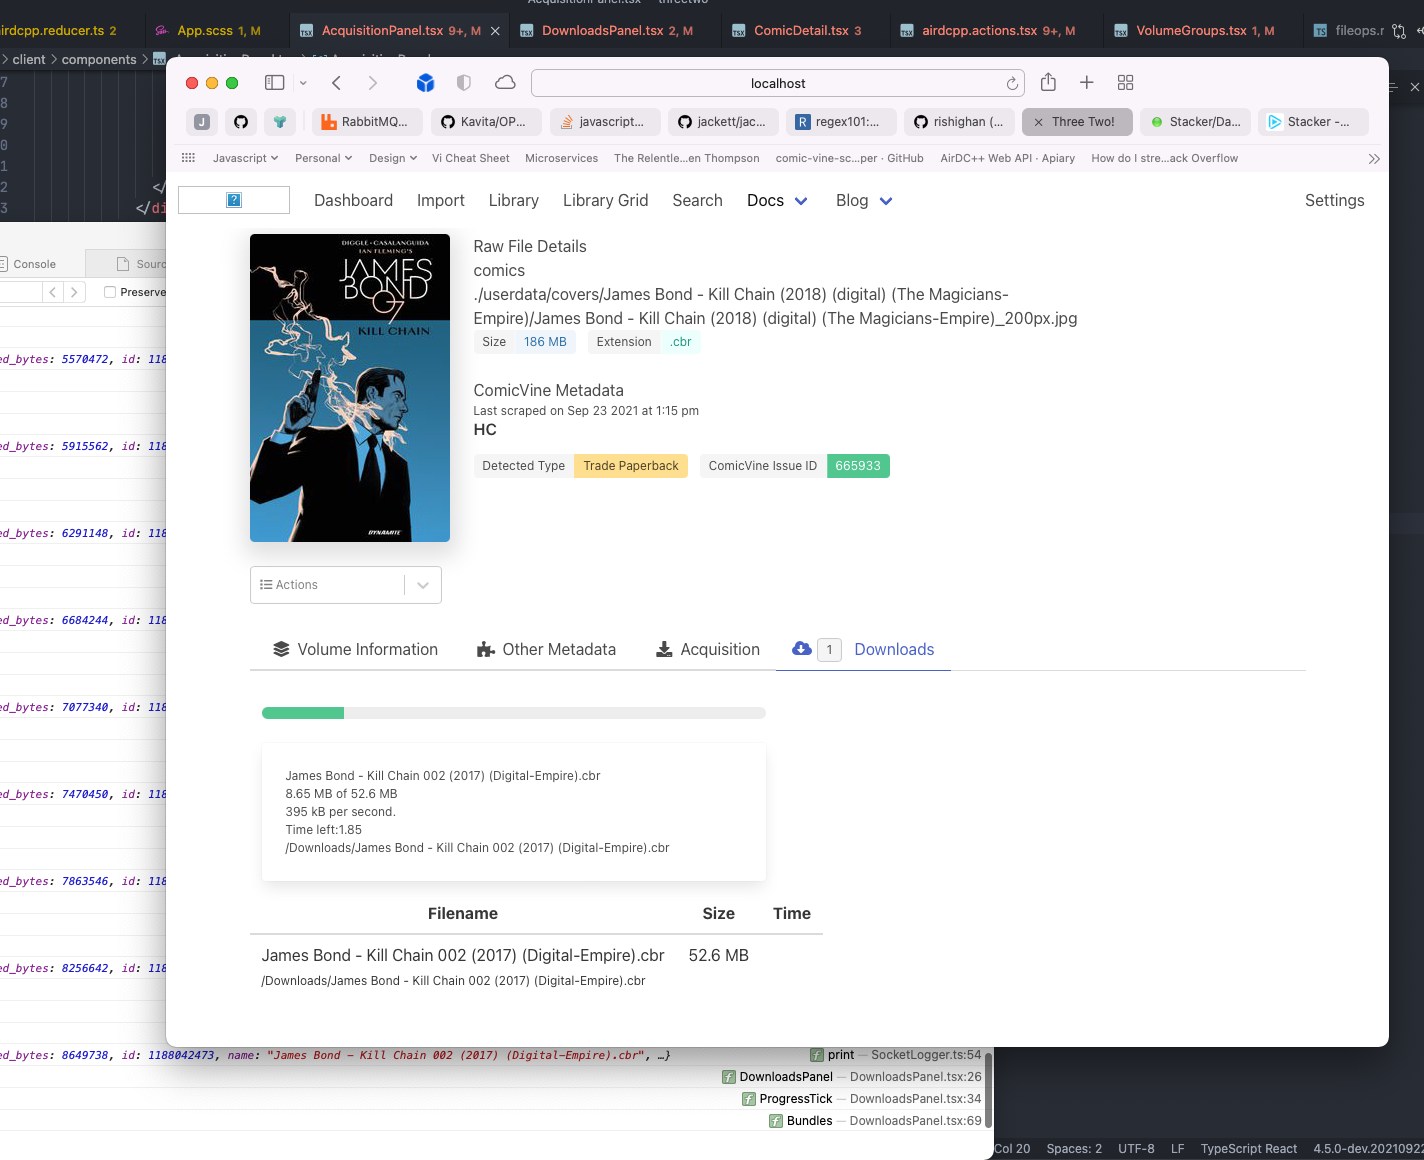 AcquisitionPanel.tsx — threetwo
airdcpp.reducer.ts 2
App.scss 1, M
AcquisitionPanel.tsx 9+, M
DownloadsPanel.tsx 2, M
ComicDetail.tsx 3
airdcpp.actions.tsx 9+, M
VolumeGroups.tsx 1, M
fileops.r
client > components >
localhost
J
RabbitMQ...
Kavita/OP...
javascript...
jackett/jac...
regex101:...
rishighan (...
Three Two!
Stacker/Da...
Stacker -...
Javascript
Personal
Design
Vi Cheat Sheet
Microservices
The Relentle...en Thompson
comic-vine-sc...per · GitHub
AirDC++ Web API · Apiary
How do I stre...ack Overflow
7
8
9
0
1
2
3
</
</di
Dashboard
Import
Library
Library Grid
Search
Docs
Blog
Settings
DIGGLE · CASALANGUIDA
IAN FLEMING'S
JAMES BOND
007
KILL CHAIN
DYNAMITE
Raw File Details
comics
./userdata/covers/James Bond - Kill Chain (2018) (digital) (The Magicians-
Empire)/James Bond - Kill Chain (2018) (digital) (The Magicians-Empire)_200px.jpg
Size 186 MB
Extension .cbr
ComicVine Metadata
Last scraped on Sep 23 2021 at 1:15 pm
HC
Detected Type Trade Paperback
ComicVine Issue ID 665933
Actions
Volume Information
Other Metadata
Acquisition
1 Downloads
James Bond - Kill Chain 002 (2017) (Digital-Empire).cbr
8.65 MB of 52.6 MB
395 kB per second.
Time left:1.85
/Downloads/James Bond - Kill Chain 002 (2017) (Digital-Empire).cbr
Filename Size Time
James Bond - Kill Chain 002 (2017) (Digital-Empire).cbr 52.6 MB
/Downloads/James Bond - Kill Chain 002 (2017) (Digital-Empire).cbr
Console
Sourc
Preserve
ed_bytes: 5570472, id: 118
ed_bytes: 5915562, id: 118
ed_bytes: 6291148, id: 118
ed_bytes: 6684244, id: 118
ed_bytes: 7077340, id: 118
ed_bytes: 7470450, id: 118
ed_bytes: 7863546, id: 118
ed_bytes: 8256642, id: 118
ed_bytes: 8649738, id: 1188042473, name: "James Bond - Kill Chain 002 (2017) (Digital-Empire).cbr", …}
print — SocketLogger.ts:54
DownloadsPanel — DownloadsPanel.tsx:26
ProgressTick — DownloadsPanel.tsx:34
Bundles — DownloadsPanel.tsx:69
Col 20
Spaces: 2
UTF-8
LF
TypeScript React
4.5.0-dev.20210922